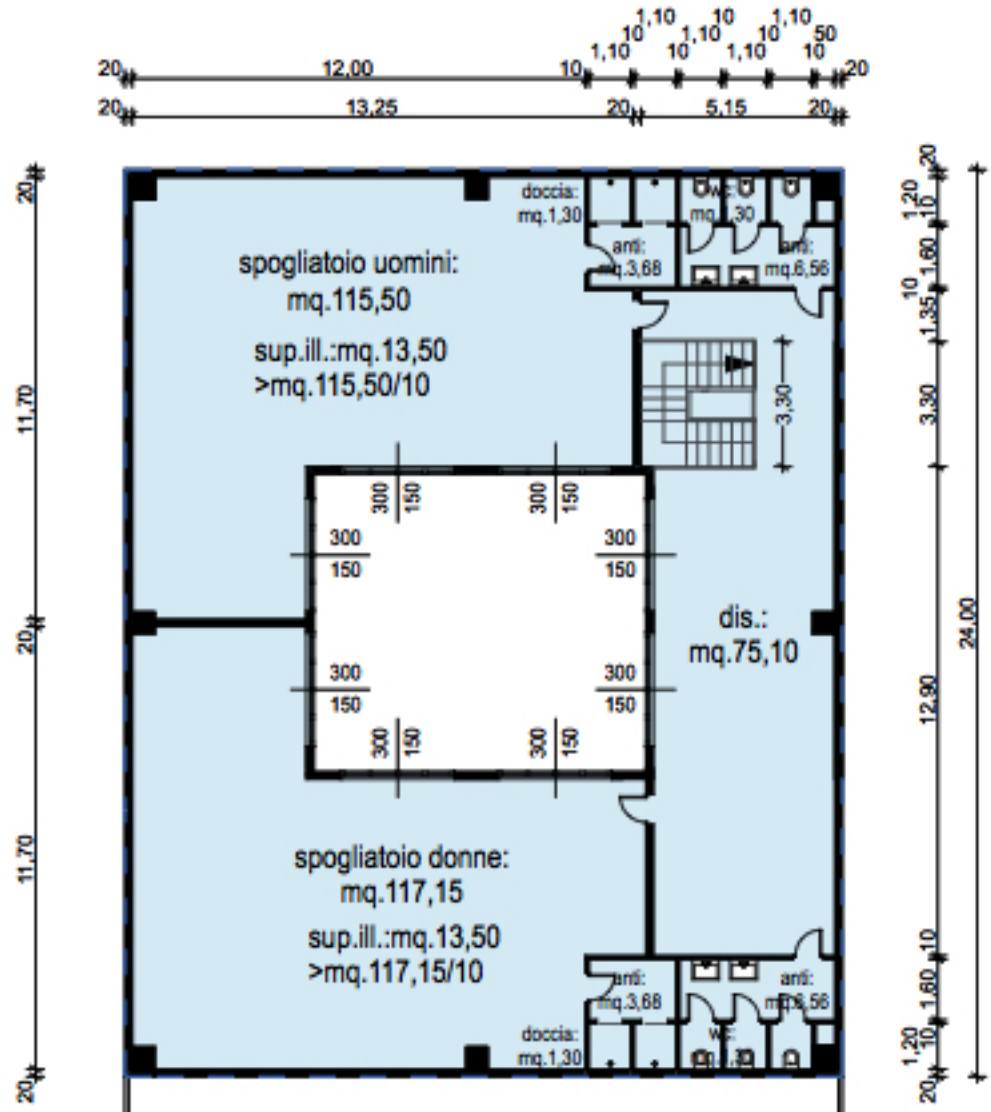 1,10 1,10 1,10
10 10 10 50
1,10 1,10
10 10 10
20 12,00 10 20
20 13,25 20 5,15 20
20
11,70
20
11,70
20
20
1,20
10
1,60
10
1,35
3,30
12,90
10
1,60
10
1,20
20
24,00
doccia:
mq.1,30
wc:
anti:
mq.3,68
anti:
mq.6,56
spogliatoio uomini:
mq.115,50
sup.ill.:mq.13,50
>mq.115,50/10
3,30
300
150
300
150
300
150
300
150
300
150
300
150
300
150
300
150
dis.:
mq.75,10
spogliatoio donne:
mq.117,15
sup.ill.:mq.13,50
>mq.117,15/10
anti:
mq.3,68
anti:
mq.6,56
doccia:
mq.1,30